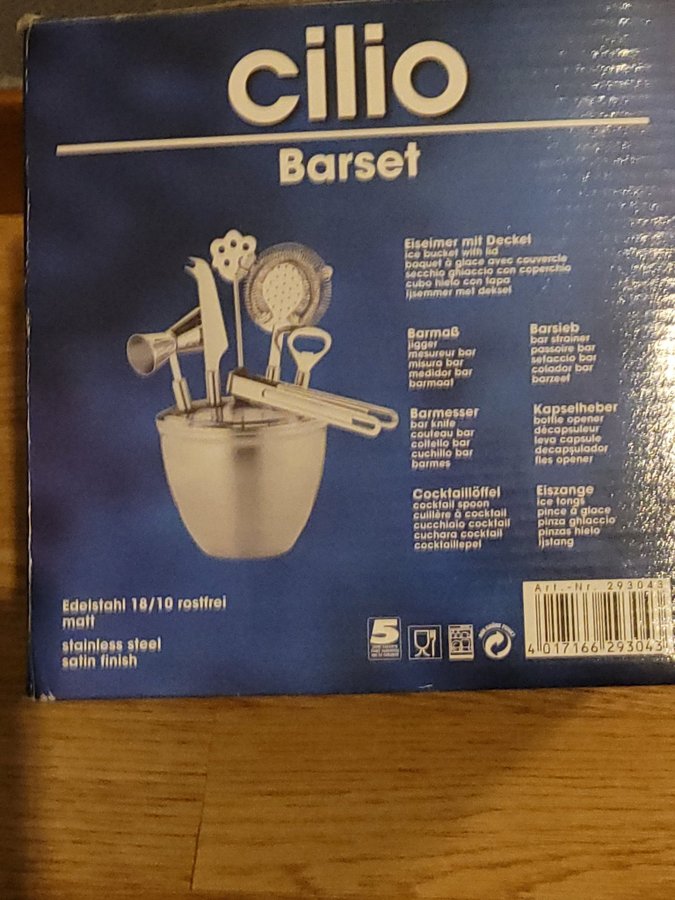 cilio
Barset
Eiseimer mit Deckel
ice bucket with lid
baquet à glace avec couvercle
secchio ghiaccio con coperchio
cubo hielo con tapa
ijsemmer met deksel
Barmaß
jigger
mesureur bar
misura bar
medidor bar
barmaat
Barsieb
bar strainer
passoire bar
setaccio bar
colador bar
barzeef
Barmesser
bar knife
couteau bar
coltello bar
cuchillo bar
barmes
Kapselheber
bottle opener
décapsuleur
leva capsule
decapsulador
fles opener
Cocktaillöffel
cocktail spoon
cuillère à cocktail
cucchiaio cocktail
cuchara cocktail
cocktaillepel
Eiszange
ice tongs
pince à glace
pinza ghiaccio
pinzas hielo
ijstang
Edelstahl 18/10 rostfrei
matt
stainless steel
satin finish
5
Art.-Nr. 293043
4 017166 293043